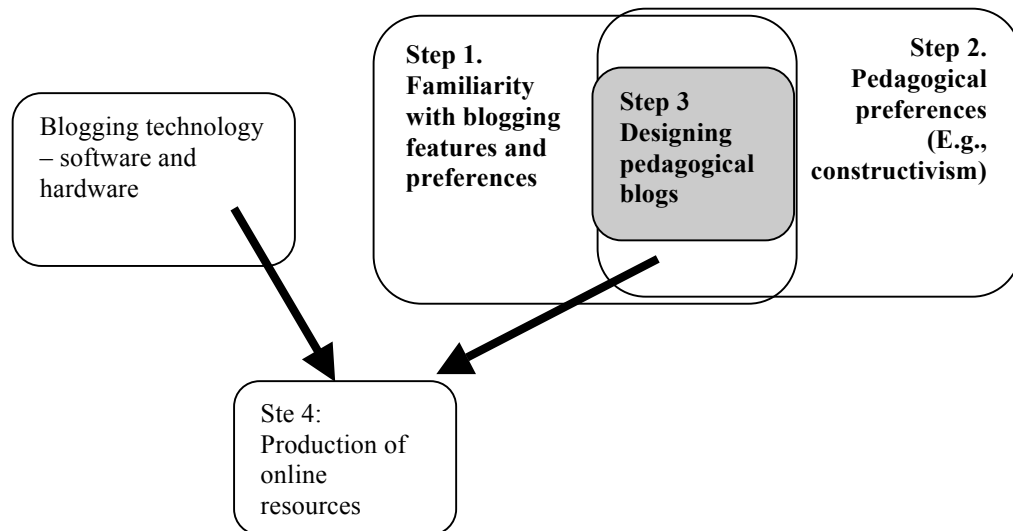 Step 1.
Familiarity
with blogging
features and
preferences
Step 2.
Pedagogical
preferences
(E.g.,
constructivism)
Step 3
Designing
pedagogical
blogs
Blogging technology
– software and
hardware
Ste 4:
Production of
online
resources